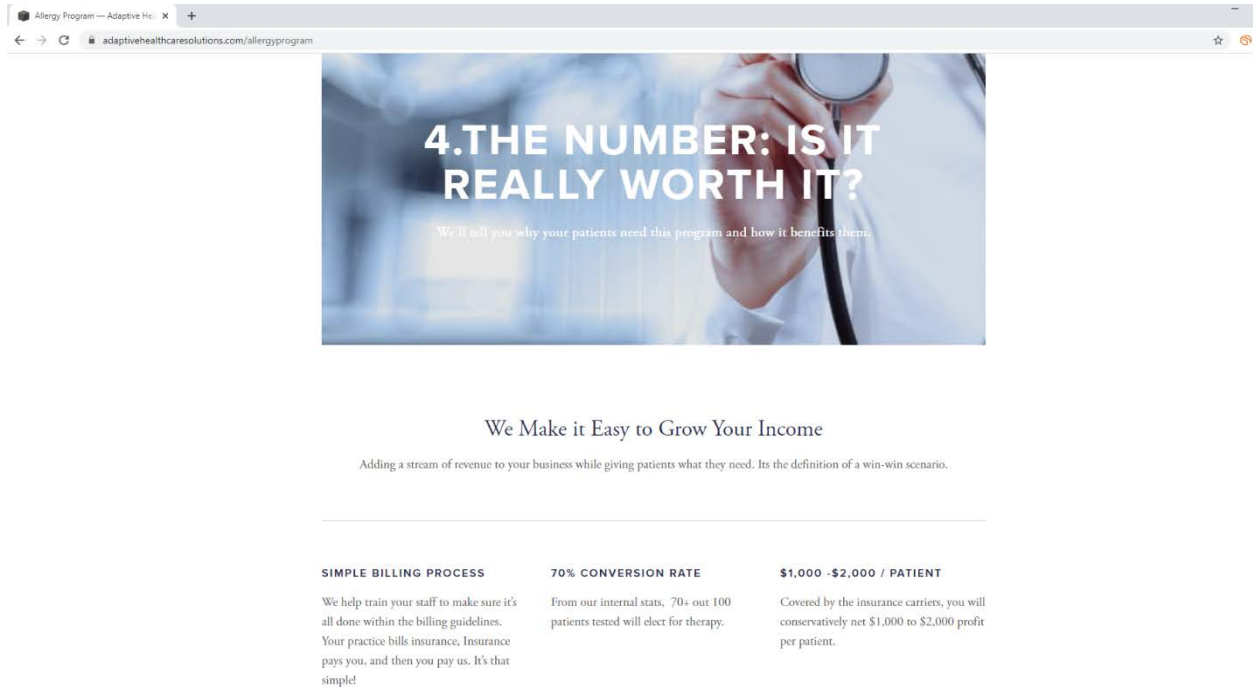 Allergy Program — Adaptive He
adaptivehealthcaresolutions.com/allergyprogram
4.THE NUMBER: IS IT
REALLY WORTH IT?
We'll tell you why your patients need this program and how it benefits them.
We Make it Easy to Grow Your Income
Adding a stream of revenue to your business while giving patients what they need. Its the definition of a win-win scenario.
SIMPLE BILLING PROCESS
We help train your staff to make sure it's
all done within the billing guidelines.
Your practice bills insurance, Insurance
pays you, and then you pay us. It's that
simple!
70% CONVERSION RATE
From our internal stats, 70+ out 100
patients tested will elect for therapy.
$1,000 -$2,000 / PATIENT
Covered by the insurance carriers, you will
conservatively net $1,000 to $2,000 profit
per patient.